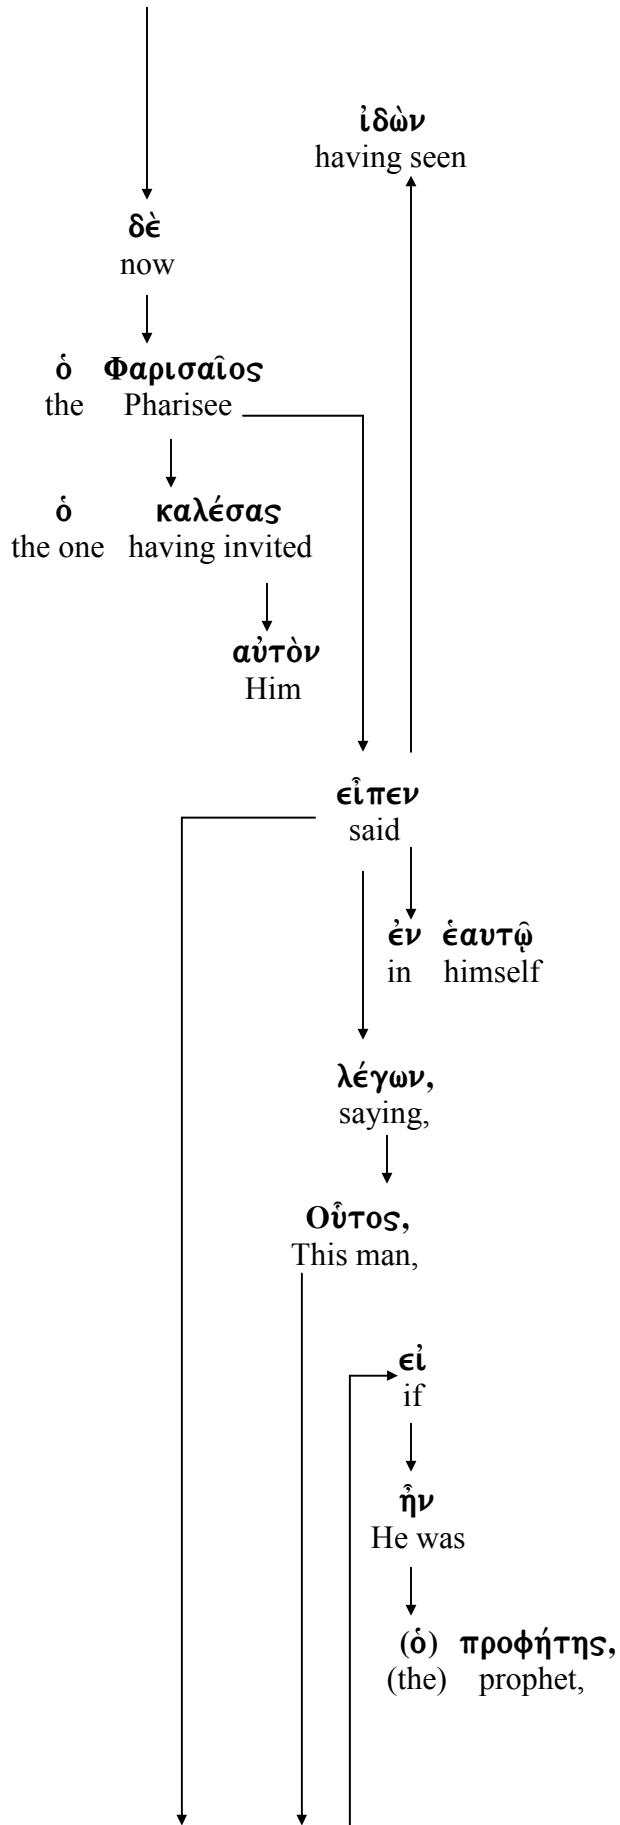 ἰδὼν
having seen
δὲ
now
ὁ Φαρισαῖος
the Pharisee
ὁ καλέσας
the one having invited
αὐτὸν
Him
εἶπεν
said
ἐν ἑαυτῷ
in himself
λέγων,
saying,
Οὗτος,
This man,
εἰ
if
ἦν
He was
(ὁ) προφήτης,
(the) prophet,